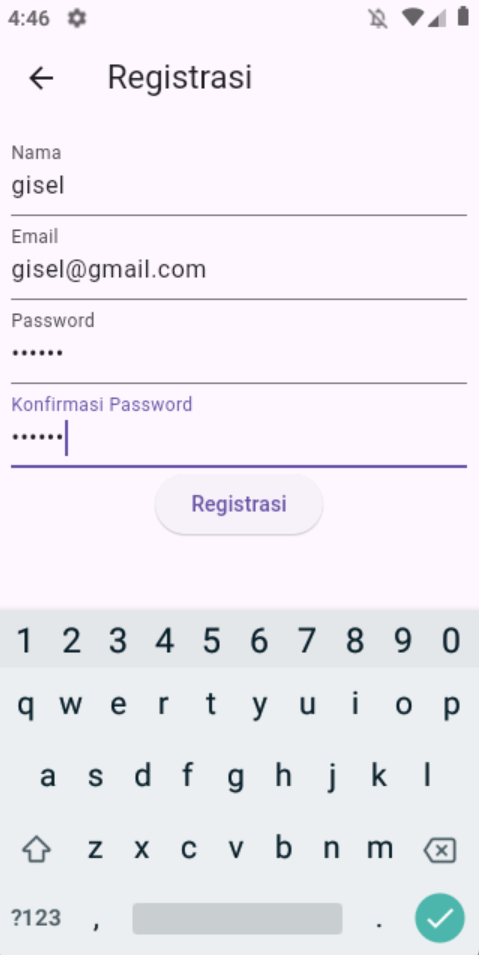 4:46
Registrasi
Nama
gisel
Email
gisel@gmail.com
Password
••••••
Konfirmasi Password
••••••
Registrasi
1 2 3 4 5 6 7 8 9 0
q w e r t y u i o p
a s d f g h j k l
z x c v b n m
?123 , .